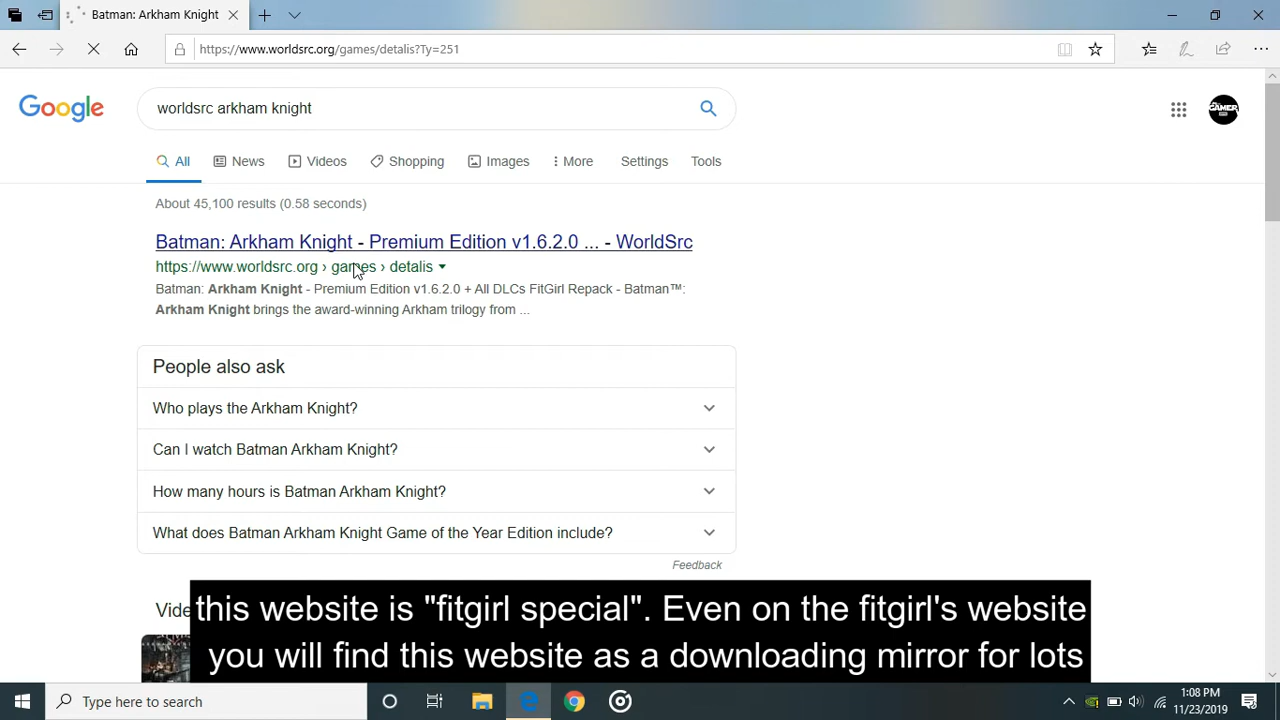 Batman: Arkham Knight
https://www.worldsrc.org/games/detalis?Ty=251
Google
worldsrc arkham knight
GAMER
All
News
Videos
Shopping
Images
More
Settings
Tools
About 45,100 results (0.58 seconds)
Batman: Arkham Knight - Premium Edition v1.6.2.0 ... - WorldSrc
https://www.worldsrc.org › games › detalis
Batman: Arkham Knight - Premium Edition v1.6.2.0 + All DLCs FitGirl Repack - Batman™:
Arkham Knight brings the award-winning Arkham trilogy from ...
People also ask
Who plays the Arkham Knight?
Can I watch Batman Arkham Knight?
How many hours is Batman Arkham Knight?
What does Batman Arkham Knight Game of the Year Edition include?
Feedback
this website is "fitgirl special". Even on the fitgirl's website
you will find this website as a downloading mirror for lots
Type here to search
1:08 PM
11/23/2019